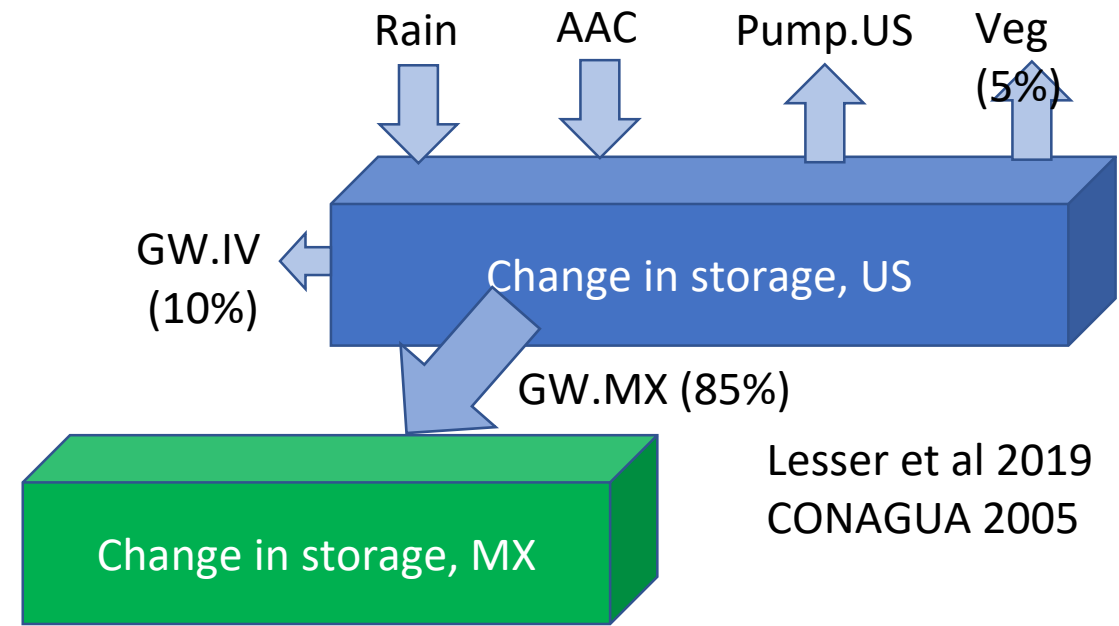 Rain
AAC
Pump.US
Veg
(5%)
GW.IV
(10%)
Change in storage, US
GW.MX (85%)
Lesser et al 2019
CONAGUA 2005
Change in storage, MX